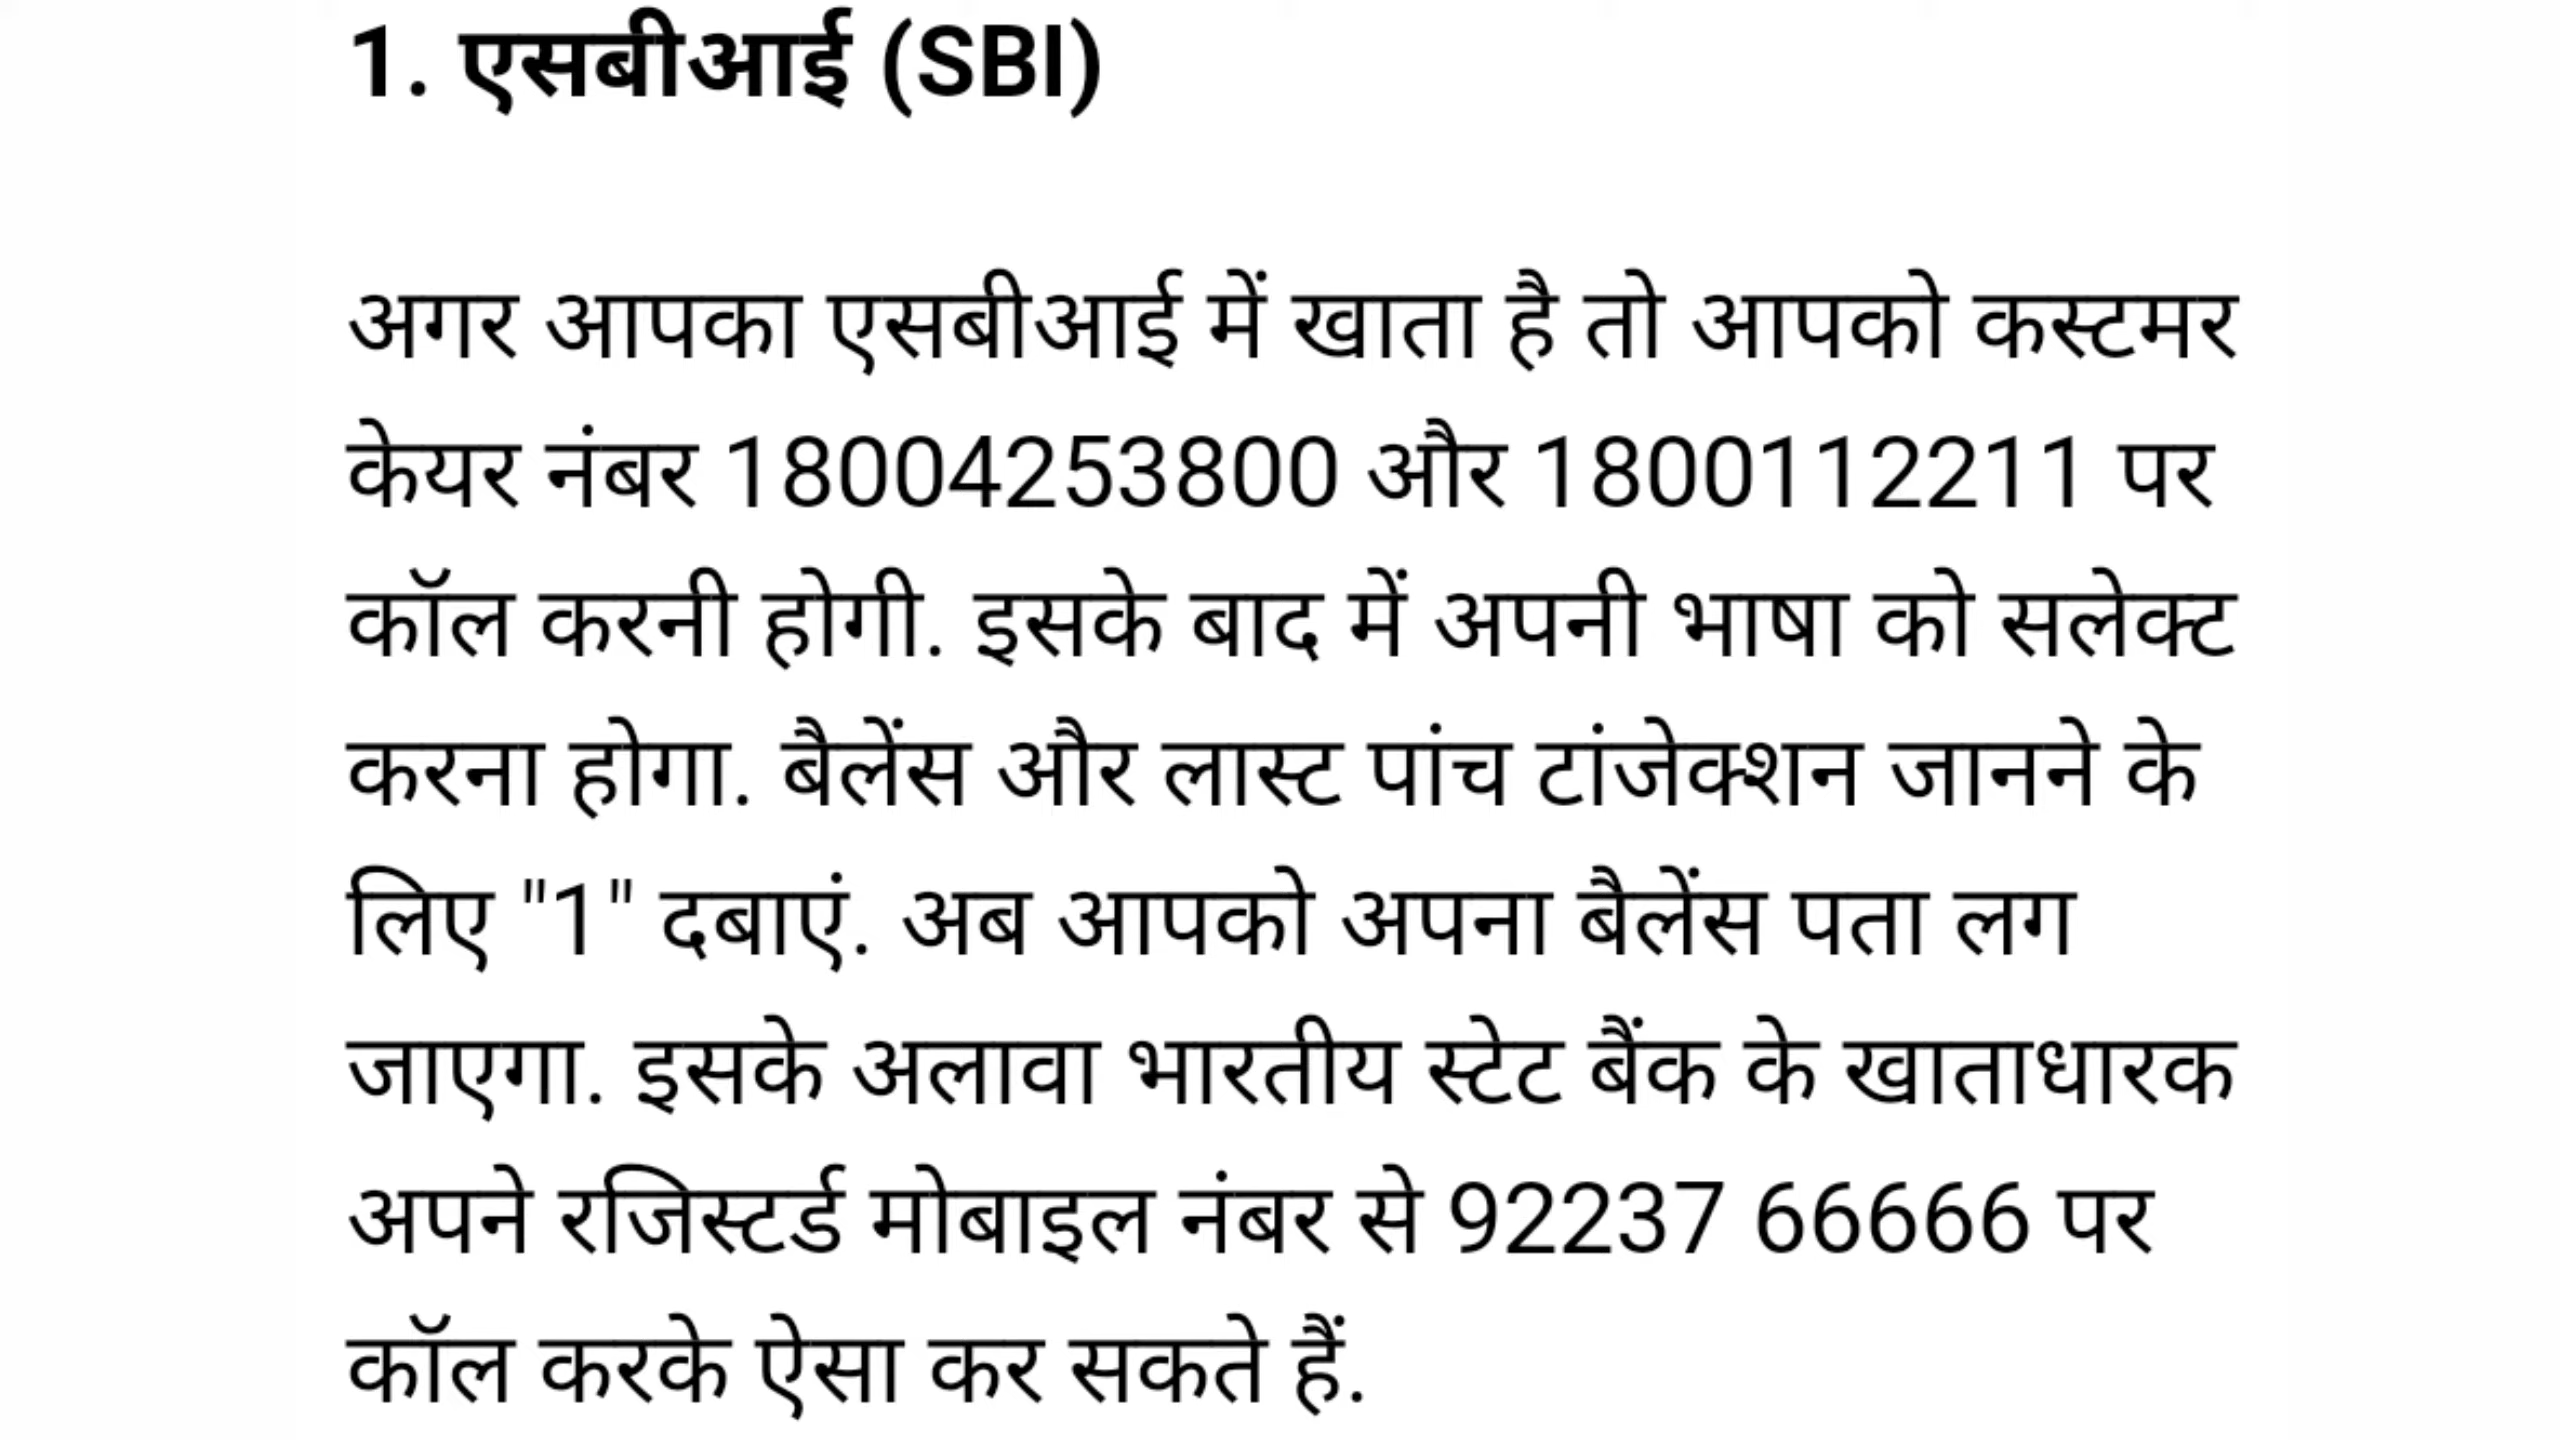 1. एसबीआई (SBI)
अगर आपका एसबीआई में खाता है तो आपको कस्टमर
केयर नंबर 18004253800 और 1800112211 पर
कॉल करनी होगी. इसके बाद में अपनी भाषा को सलेक्ट
करना होगा. बैलेंस और लास्ट पांच टांजेक्शन जानने के
लिए "1" दबाएं. अब आपको अपना बैलेंस पता लग
जाएगा. इसके अलावा भारतीय स्टेट बैंक के खाताधारक
अपने रजिस्टर्ड मोबाइल नंबर से 92237 66666 पर
कॉल करके ऐसा कर सकते हैं.